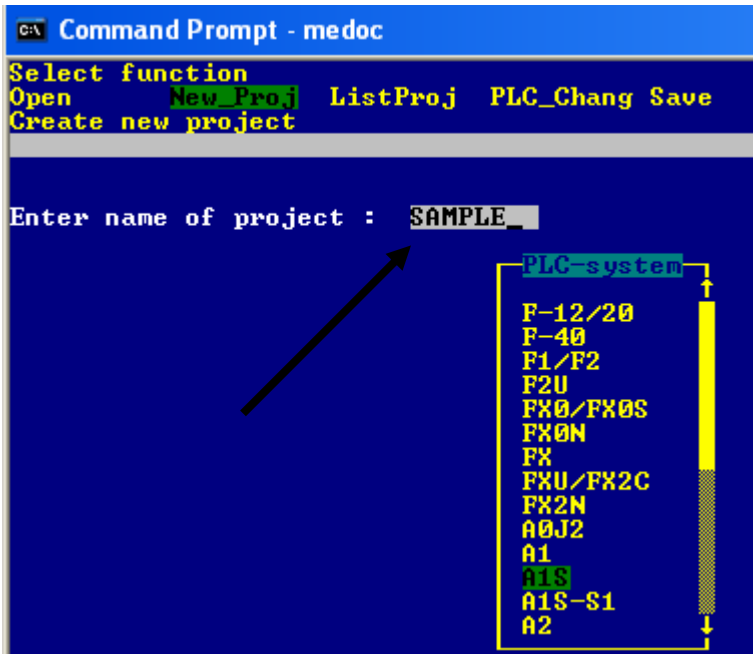 Command Prompt - medoc
Select function
Open New_Proj ListProj PLC_Chang Save
Create new project
Enter name of project : SAMPLE_
PLC-system
F-12/20
F-40
F1/F2
F2U
FX0/FX0S
FX0N
FX
FXU/FX2C
FX2N
A0J2
A1
A1S
A1S-S1
A2